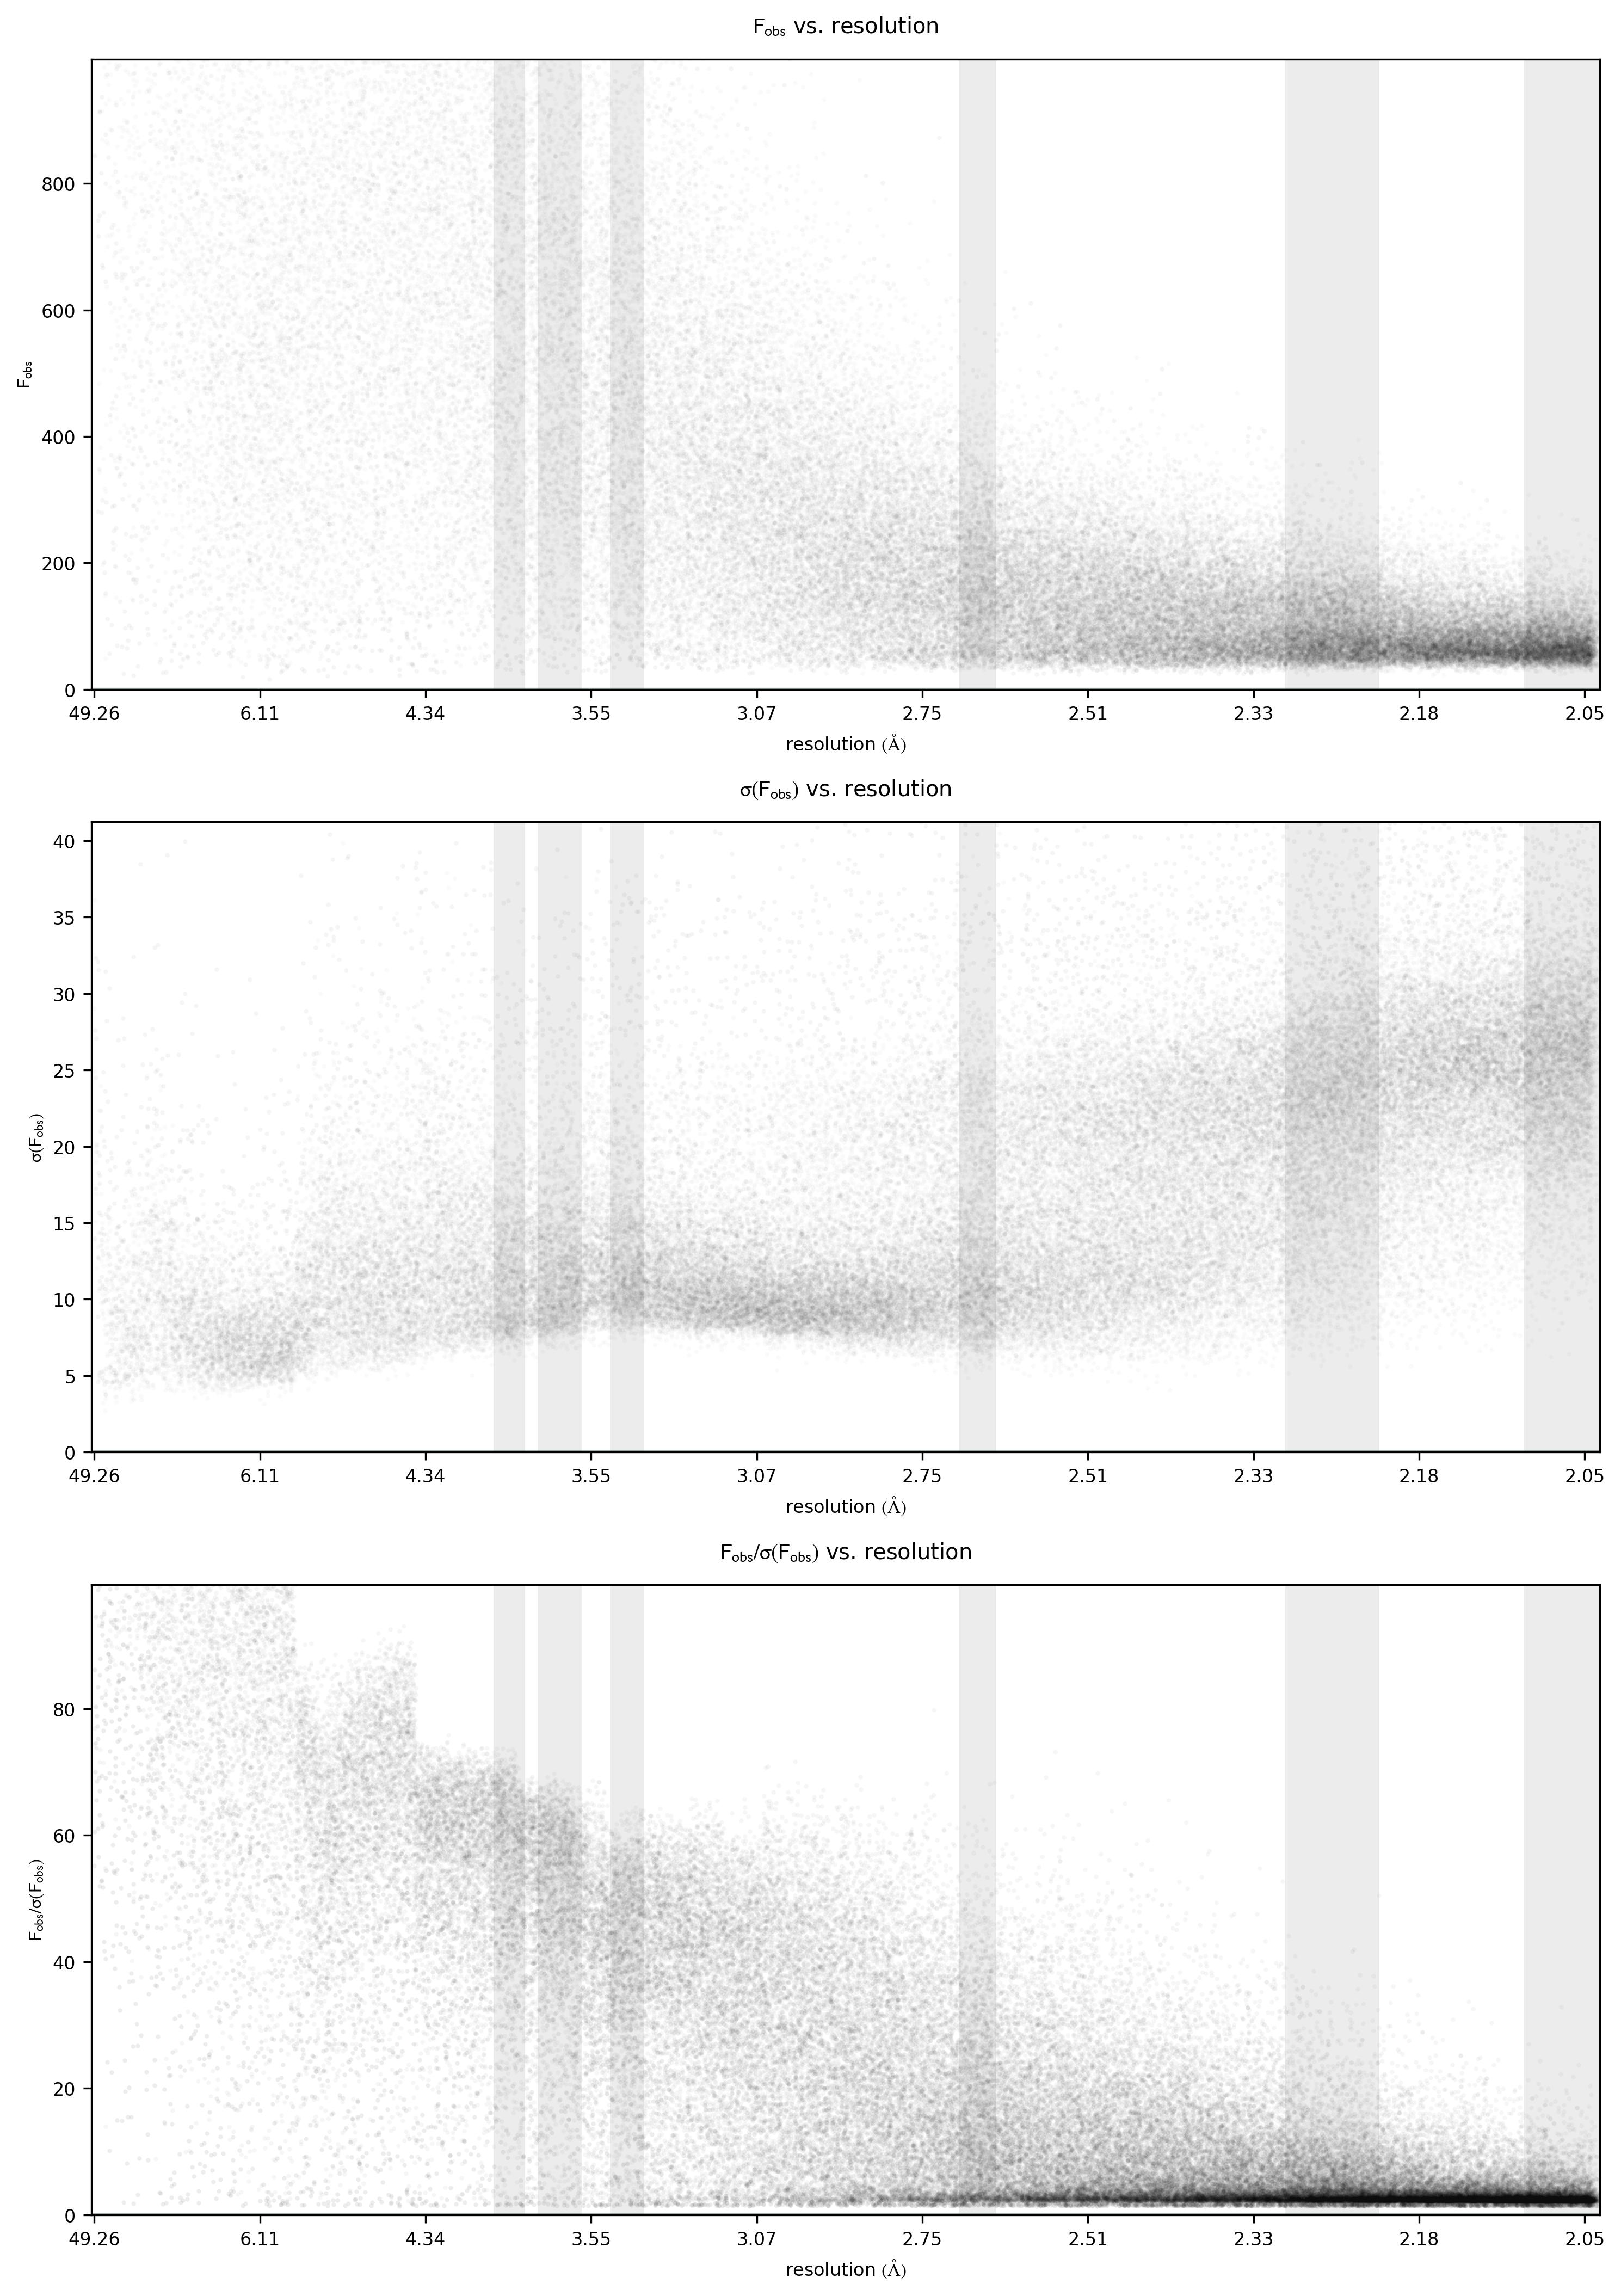 Fobs vs. resolution
Fobs
800
600
400
200
0
49.26 6.11 4.34 3.55 3.07 2.75 2.51 2.33 2.18 2.05
resolution (Å)
σ(Fobs) vs. resolution
σ(Fobs)
40
35
30
25
20
15
10
5
0
49.26 6.11 4.34 3.55 3.07 2.75 2.51 2.33 2.18 2.05
resolution (Å)
Fobs/σ(Fobs) vs. resolution
Fobs/σ(Fobs)
80
60
40
20
0
49.26 6.11 4.34 3.55 3.07 2.75 2.51 2.33 2.18 2.05
resolution (Å)